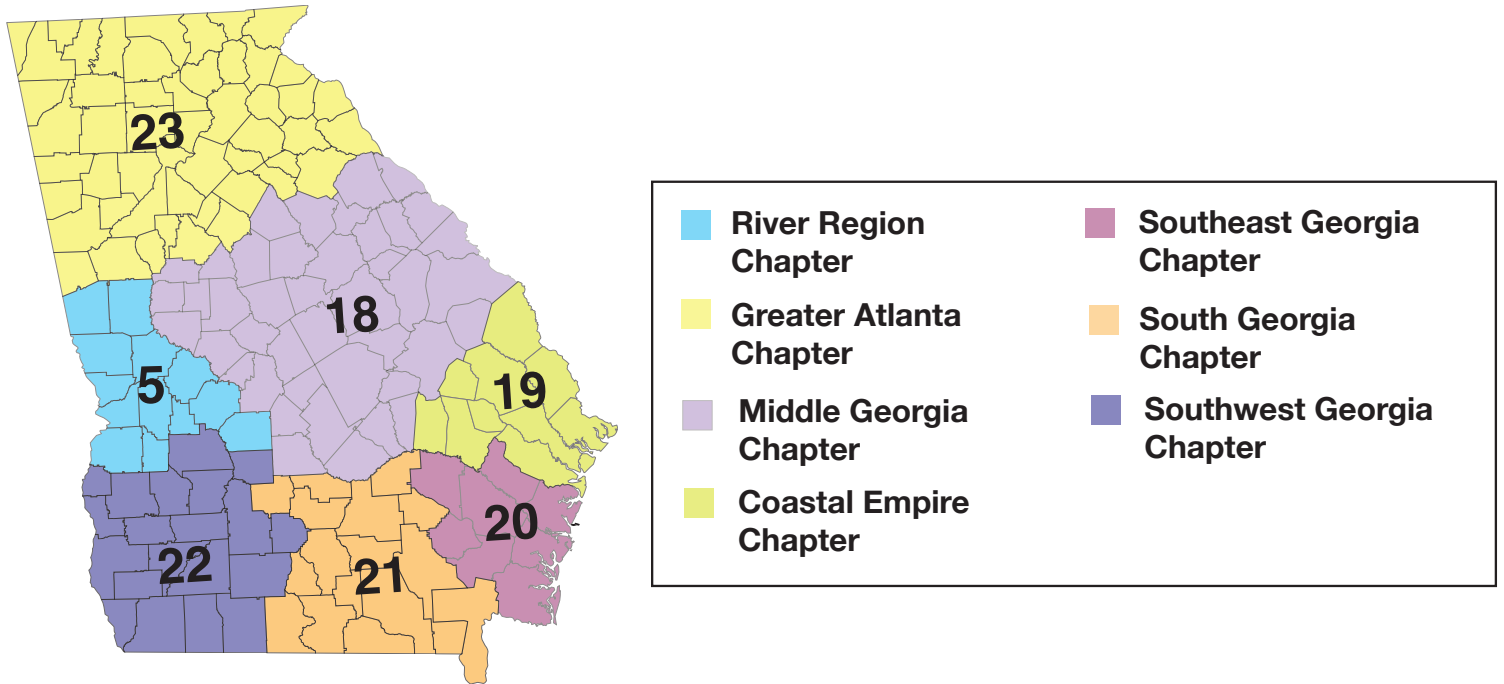 23
18
5
19
20
22
21
River Region
Chapter
Greater Atlanta
Chapter
Middle Georgia
Chapter
Coastal Empire
Chapter
Southeast Georgia
Chapter
South Georgia
Chapter
Southwest Georgia
Chapter